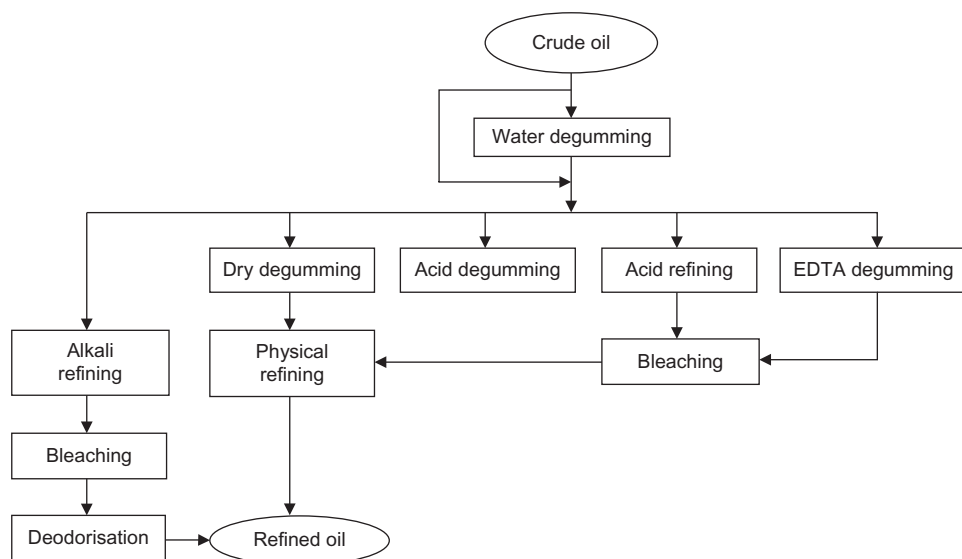 Crude oil
Water degumming
Dry degumming
Acid degumming
Acid refining
EDTA degumming
Alkali
refining
Physical
refining
Bleaching
Bleaching
Deodorisation
Refined oil